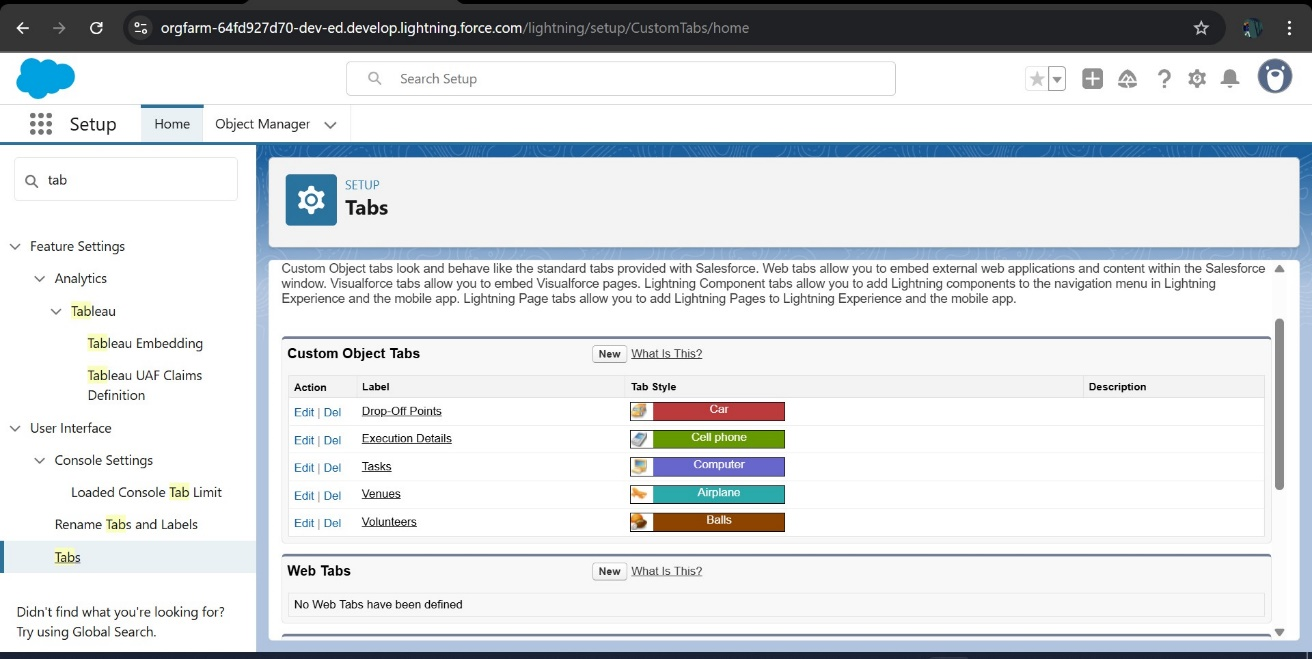 orgfarm-64fd927d70-dev-ed.develop.lightning.force.com/lightning/setup/CustomTabs/home
Search Setup
Setup
Home
Object Manager
tab
Feature Settings
Analytics
Tableau
Tableau Embedding
Tableau UAF Claims
Definition
User Interface
Console Settings
Loaded Console Tab Limit
Rename Tabs and Labels
Tabs
Didn't find what you're looking for?
Try using Global Search.
SETUP
Tabs
Custom Object tabs look and behave like the standard tabs provided with Salesforce. Web tabs allow you to embed external web applications and content within the Salesforce
window. Visualforce tabs allow you to embed Visualforce pages. Lightning Component tabs allow you to add Lightning components to the navigation menu in Lightning
Experience and the mobile app. Lightning Page tabs allow you to add Lightning Pages to Lightning Experience and the mobile app.
Custom Object Tabs New What Is This?
Action Label Tab Style Description
Edit | Del Drop-Off Points Car
Edit | Del Execution Details Cell phone
Edit | Del Tasks Computer
Edit | Del Venues Airplane
Edit | Del Volunteers Balls
Web Tabs New What Is This?
No Web Tabs have been defined